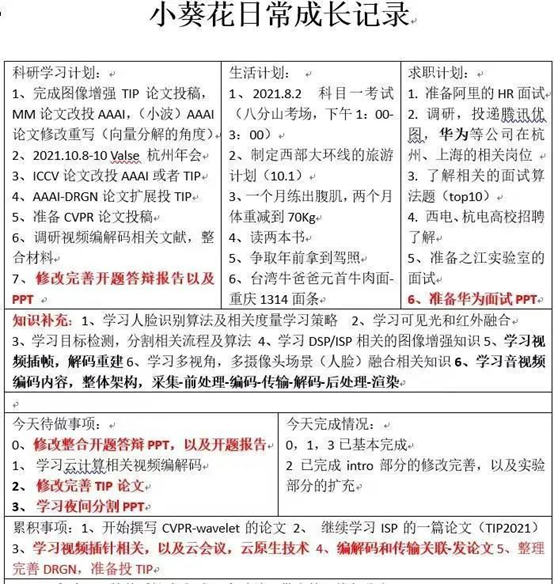 小葵花日常成长记录
科研学习计划：
1、完成图像增强 TIP 论文投稿，
MM 论文改投 AAAI，（小波）AAAI
论文修改重写（向量分解的角度）
2、2021.10.8-10 Valse 杭州年会
3、ICCV 论文改投 AAAI 或者 TIP
4、AAAI-DRGN 论文扩展投 TIP
5、准备 CVPR 论文投稿
6、调研视频编解码相关文献，整
合材料
7、修改完善开题答辩报告以及
PPT
生活计划：
1、2021.8.2 科目一考试
（八分山考场，下午 1：00-
3：00）
2、制定西部大环线的旅游
计划（10.1）
3、一个月练出腹肌，两个月
体重减到 70Kg
4、读两本书
5、争取年前拿到驾照
6、台湾牛爸爸元首牛肉面-
重庆 1314 面条
求职计划：
1. 准备阿里的 HR 面试
2. 调研，投递腾讯优
图，华为等公司在杭
州、上海的相关岗位
3. 了解相关的面试算
法题（top10）
4. 西电、杭电高校招聘
了解
5、准备之江实验室的
面试
6、准备华为面试 PPT
知识补充：1、学习人脸识别算法及相关度量学习策略 2、学习可见光和红外融合
3、学习目标检测，分割相关流程及算法 4、学习 DSP/ISP 相关的图像增强知识 5、学习视
频插帧，解码重建 6、学习多视角，多摄像头场景（人脸）融合相关知识 6、学习音视频
编码内容，整体架构，采集-前处理-编码-传输-解码-后处理-渲染
今天待做事项：
0、修改整合开题答辩 PPT，以及开题报告
1、 学习云计算相关视频编解码
2、 修改完善 TIP 论文
3、 学习夜间分割 PPT
今天完成情况：
0，1，3 已基本完成
2 已完成 intro 部分的修改完善，以及实验
部分的扩充
累积事项：1、开始撰写 CVPR-wavelet 的论文 2、 继续学习 ISP 的一篇论文（TIP2021）
3、学习视频插针相关，以及云会议，云原生技术 4、编解码和传输关联-发论文 5、整理
完善 DRGN，准备投 TIP